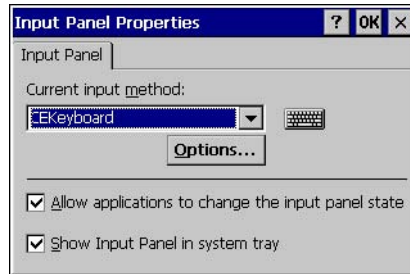 Input Panel Properties ? OK ×
Input Panel
Current input method:
CEKeyboard
Options...
Allow applications to change the input panel state
Show Input Panel in system tray